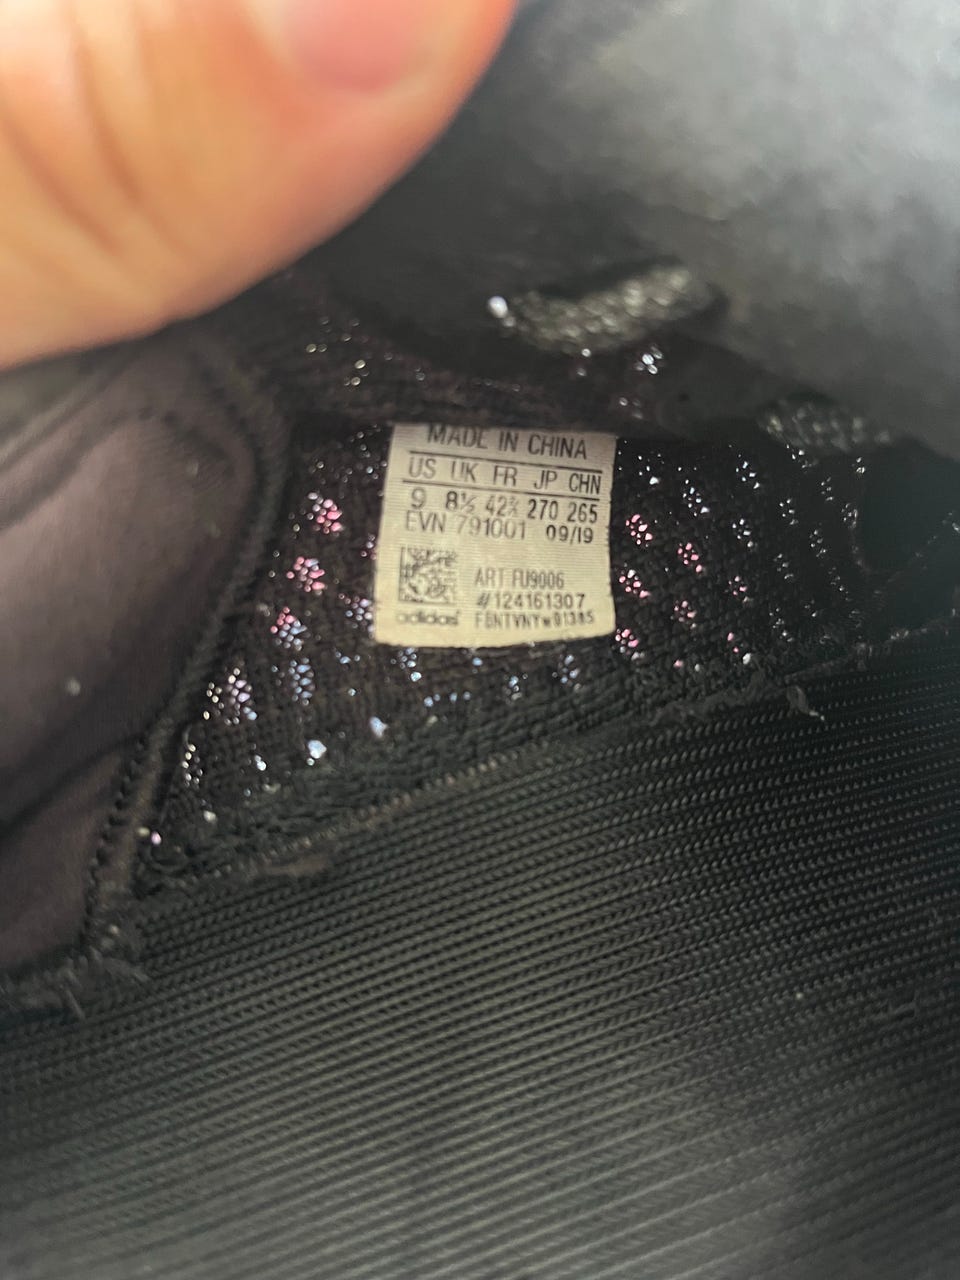 MADE IN CHINA
US UK FR JP CHN
9 8½ 42⅔ 270 265
EVN 791001 09/19
ART FU9006
#124161307
adidas